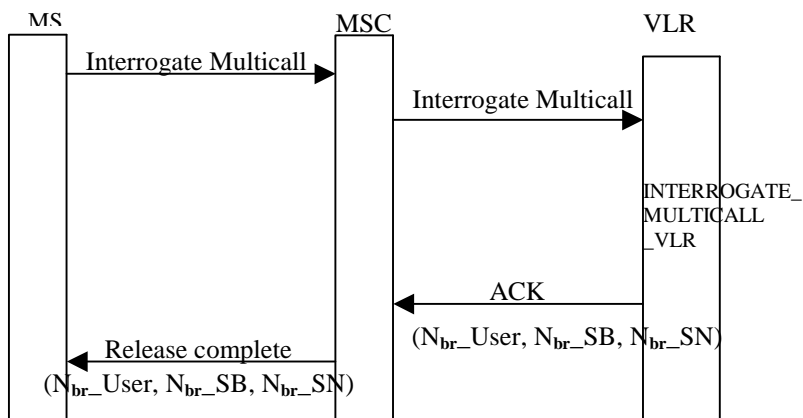 MS
MSC
VLR
Interrogate Multicall
Interrogate Multicall
INTERROGATE_
MULTICALL
_VLR
ACK
(Nbr_User, Nbr_SB, Nbr_SN)
Release complete
(Nbr_User, Nbr_SB, Nbr_SN)